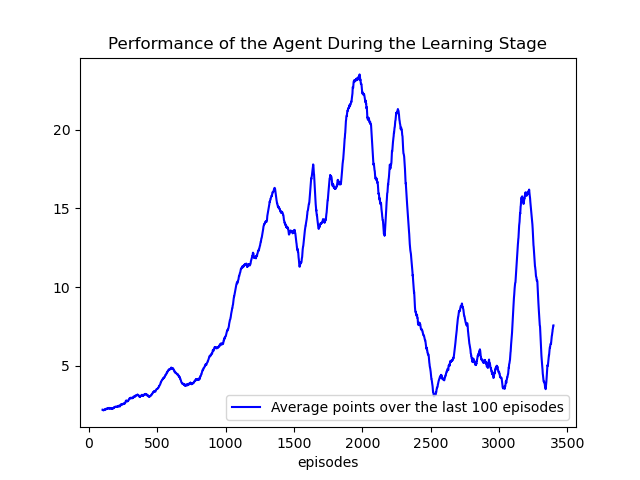 Performance of the Agent During the Learning Stage
20
15
10
5
Average points over the last 100 episodes
0 500 1000 1500 2000 2500 3000 3500
episodes